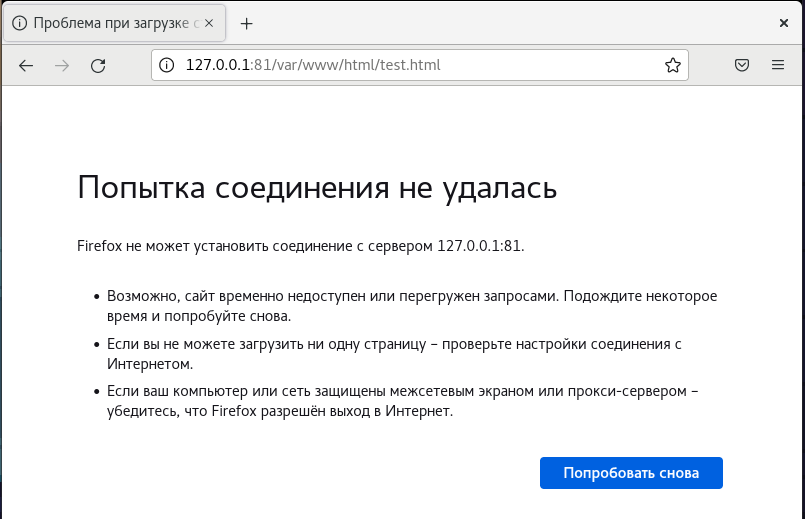 Проблема при загрузке с
127.0.0.1:81/var/www/html/test.html
Попытка соединения не удалась
Firefox не может установить соединение с сервером 127.0.0.1:81.
• Возможно, сайт временно недоступен или перегружен запросами. Подождите некоторое
время и попробуйте снова.
• Если вы не можете загрузить ни одну страницу – проверьте настройки соединения с
Интернетом.
• Если ваш компьютер или сеть защищены межсетевым экраном или прокси-сервером –
убедитесь, что Firefox разрешён выход в Интернет.
Попробовать снова